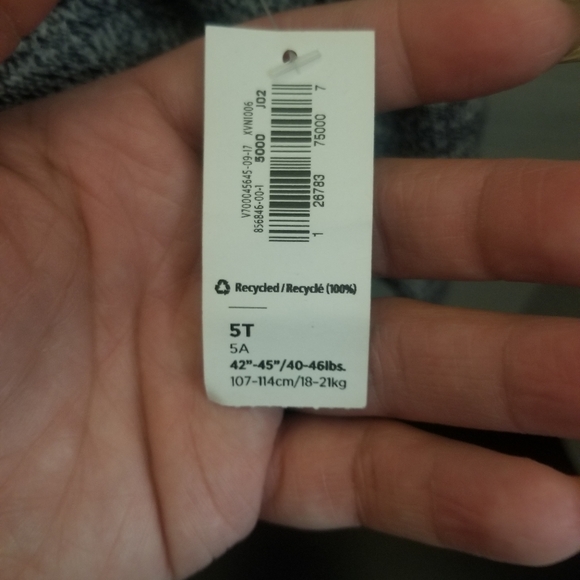 V700045645-09-17 XVN1006
856846-00-1 5000 J02
1 26783 75000 7
Recycled / Recyclé (100%)
5T
5A
42"-45"/40-46lbs.
107-114cm/18-21kg